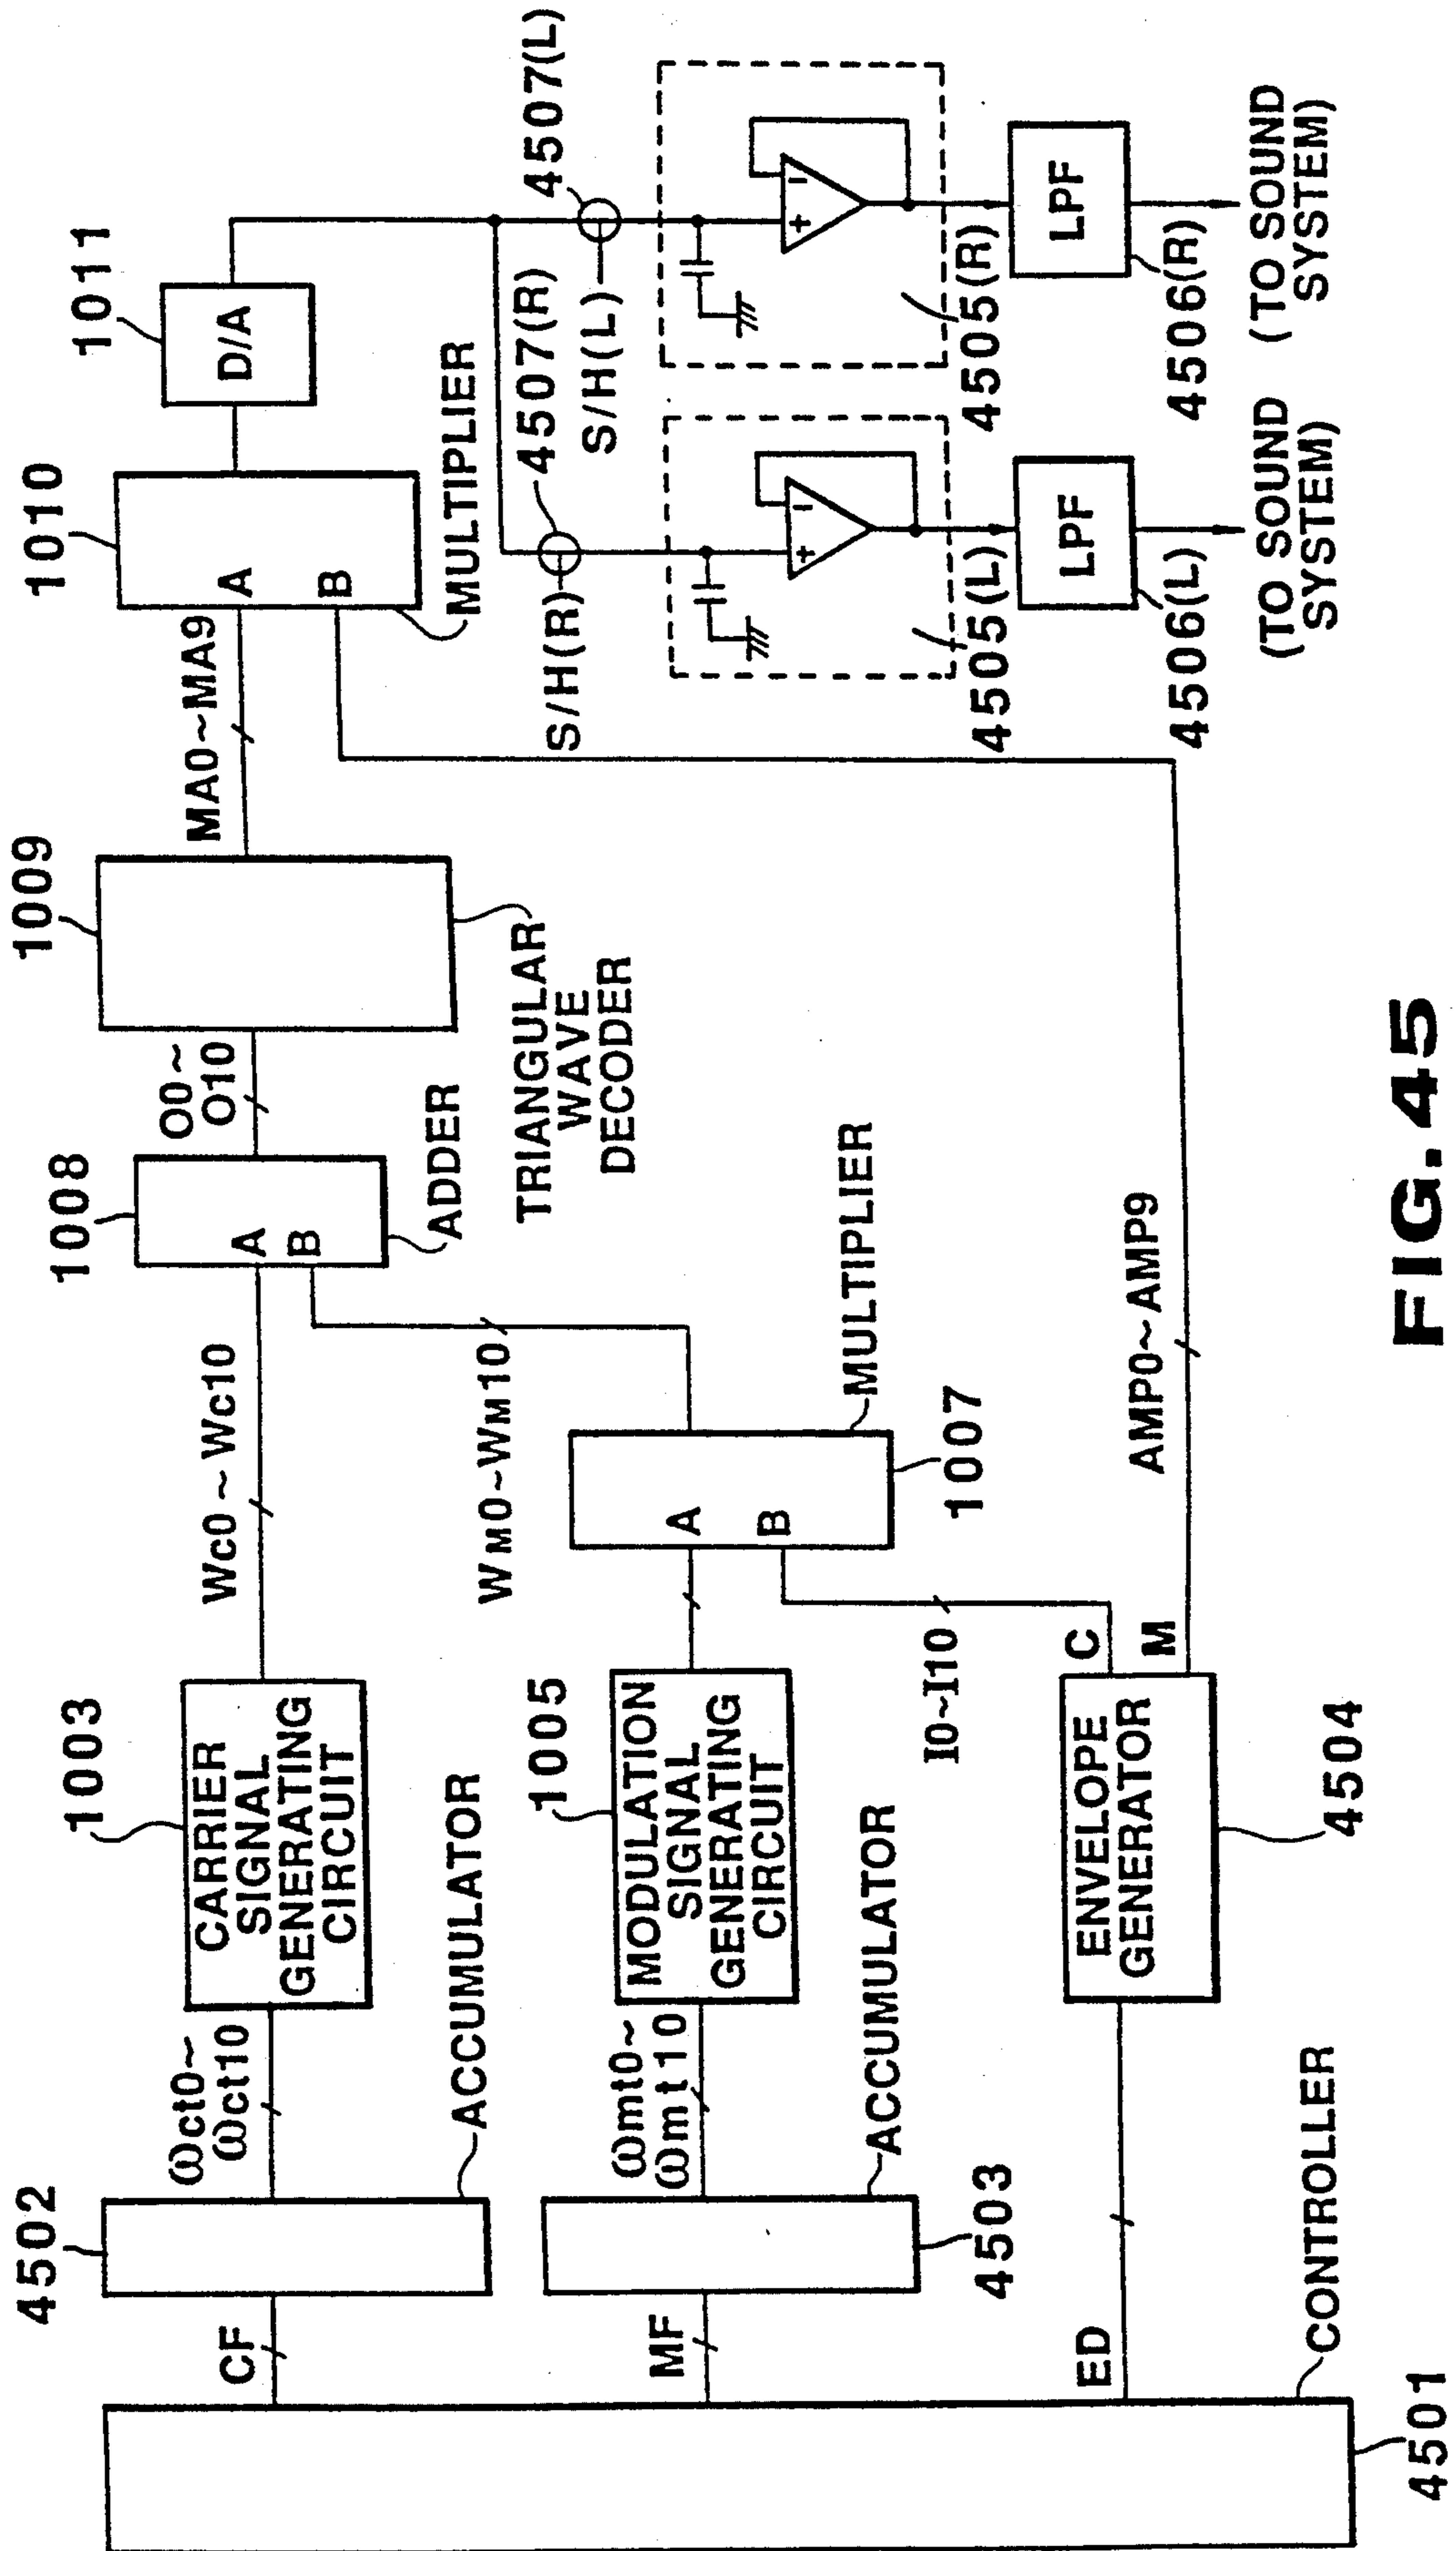 4501
CONTROLLER
CF
MF
ED
4502
ACCUMULATOR
4503
ACCUMULATOR
ωct0~
ωct10
ωmt0~
ωmt10
1003
CARRIER
SIGNAL
GENERATING
CIRCUIT
1005
MODULATION
SIGNAL
GENERATING
CIRCUIT
ENVELOPE
GENERATOR
4504
C
M
I0~I10
Wc0~Wc10
WM0~WM10
A
B
1007
MULTIPLIER
AMP0~AMP9
1008
A
B
ADDER
O0~
O10
1009
TRIANGULAR
WAVE
DECODER
MA0~MA9
1010
A
B
MULTIPLIER
1011
D/A
4507(R)
S/H(R)
4507(L)
S/H(L)
+
-
4505(L)
LPF
4506(L)
(TO SOUND
SYSTEM)
+
-
4505(R)
LPF
4506(R)
(TO SOUND
SYSTEM)
FIG. 45